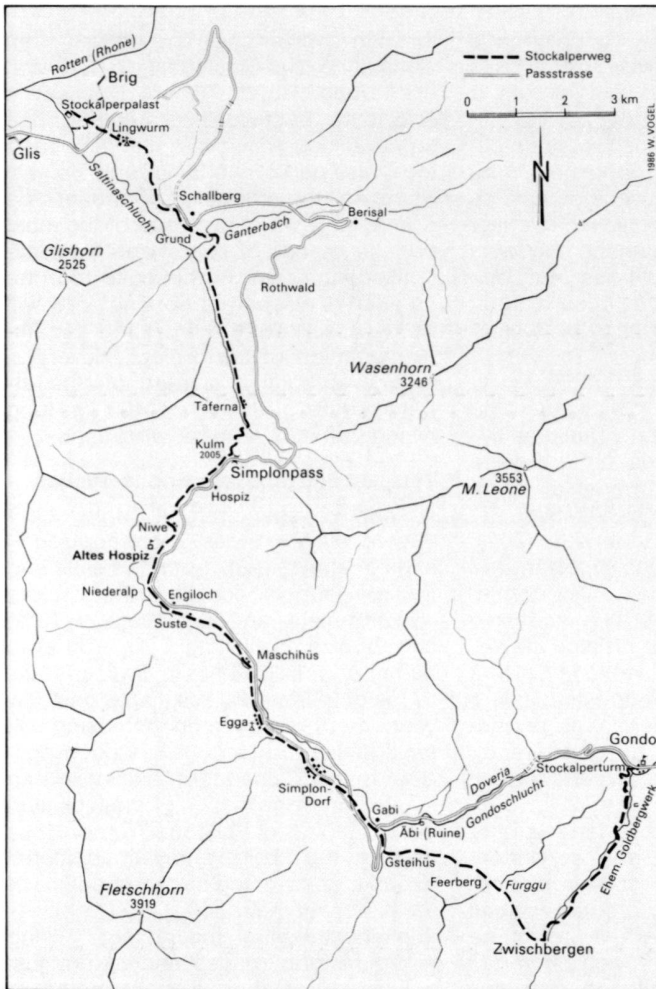 Rotten (Rhone)
Stockalperweg
Passstrasse
0 1 2 3 km
1986 W. VOGEL
N
Brig
Stockalperpalast
Lingwurm
Glis
Saltinaschlucht
Schallberg
Berisal
Ganterbach
Grund
Glishorn
2525
Rothwald
Wasenhorn
3246
Taferna
Kulm
2005
Simplonpass
3553
M. Leone
Hospiz
Niwe
Altes Hospiz
Niederalp
Engiloch
Suste
Maschihüs
Egga
Gondo
Stockalperturm
Simplon-
Dorf
Doveria
Gondoschlucht
Gabi
Äbi (Ruine)
Gsteihüs
Ehem. Goldbergwerk
Feerberg
Furggu
Fletschhorn
3919
Zwischbergen